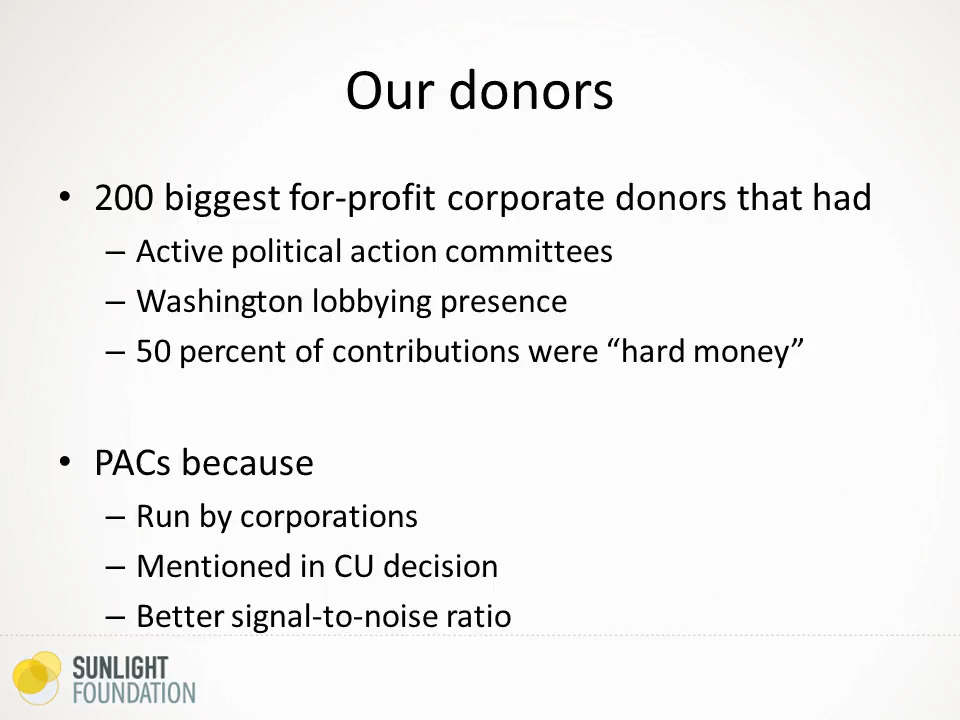 Our donors
• 200 biggest for-profit corporate donors that had
– Active political action committees
– Washington lobbying presence
– 50 percent of contributions were “hard money”
• PACs because
– Run by corporations
– Mentioned in CU decision
– Better signal-to-noise ratio
SUNLIGHT
FOUNDATION